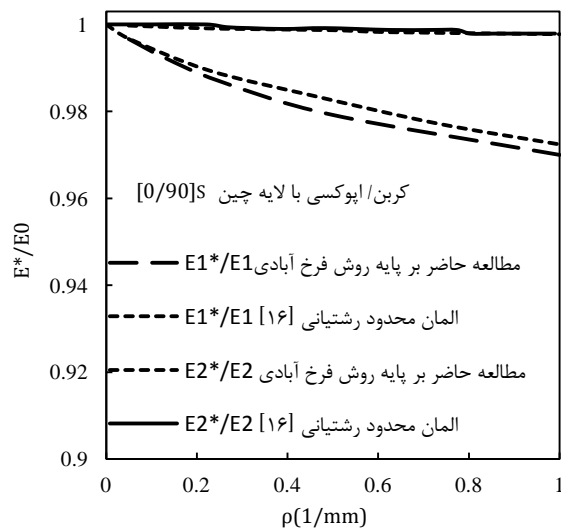 1
0.98
0.96
0.94
0.92
0.9
E*/E0
کربن/ اپوکسی با لایه چین [0/90]S
مطالعه حاضر بر پایه روش فرخ آبادی E1*/E1
المان محدود رشتیانی [۱۶] E1*/E1
مطالعه حاضر بر پایه روش فرخ آبادی E2*/E2
المان محدود رشتیانی [۱۶] E2*/E2
0 0.2 0.4 0.6 0.8 1
ρ(1/mm)